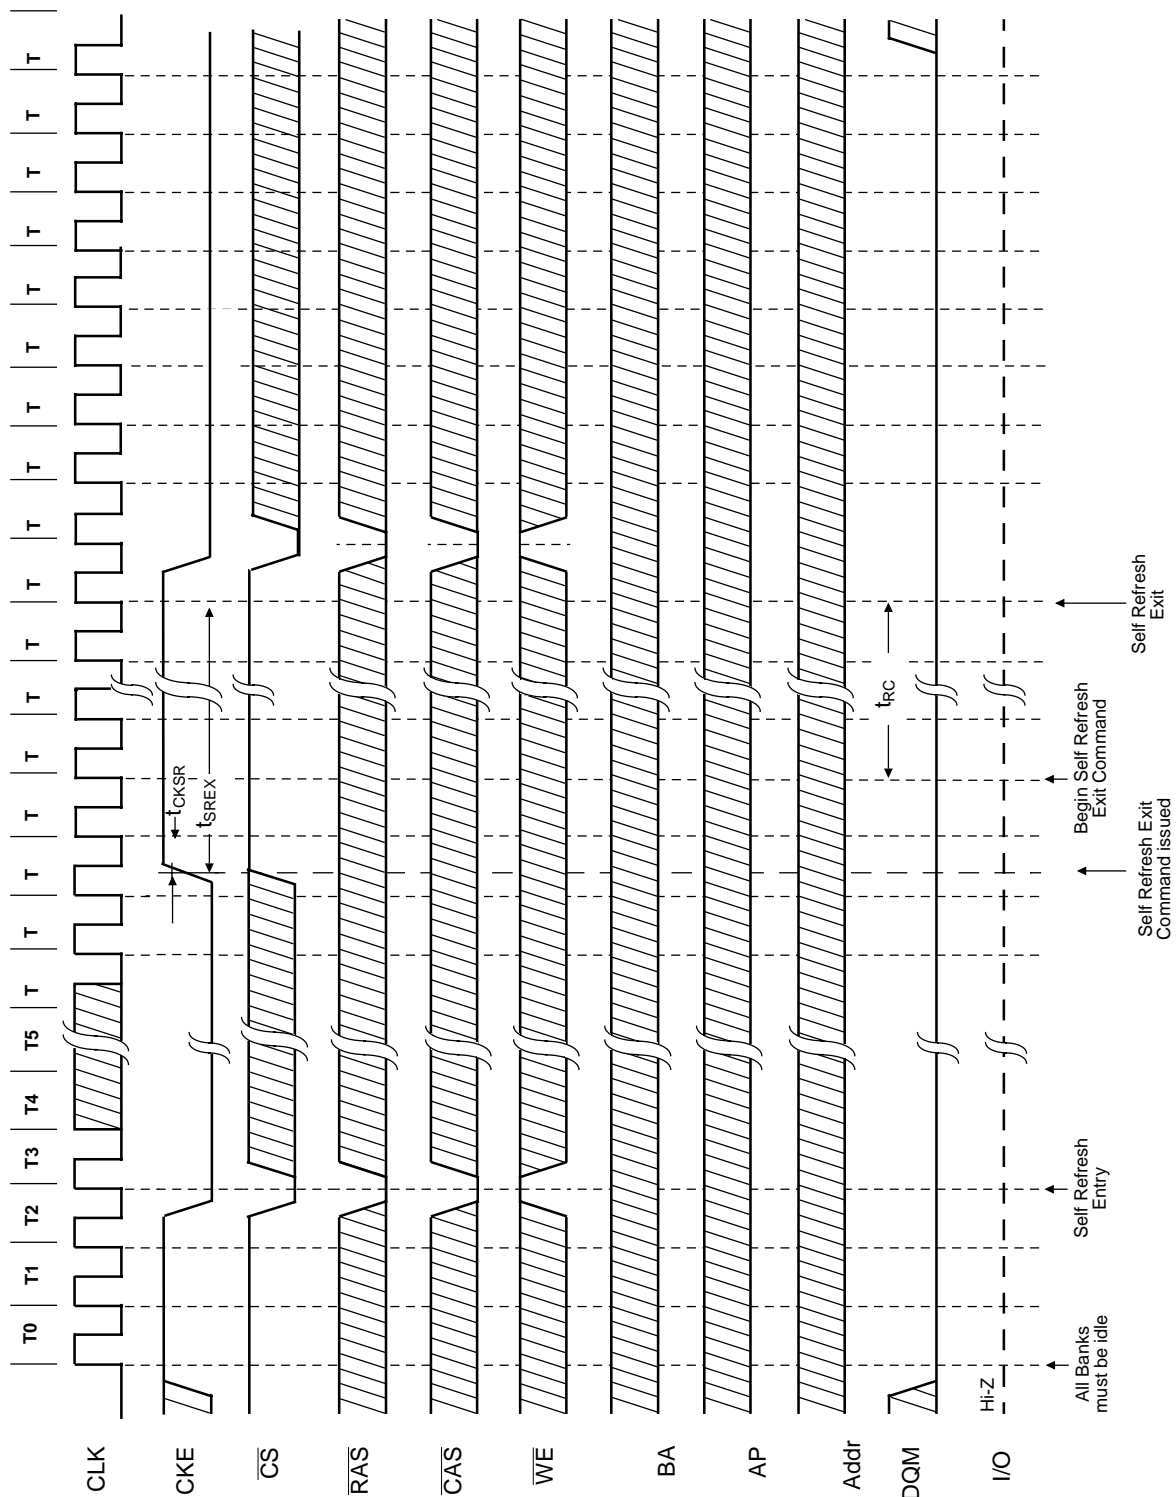 T0 T1 T2 T3 T4 T5 T T T T T T T T T T T T T T T T T
CLK
CKE
tCKSR
tSREX
CS
RAS
CAS
WE
BA
AP
Addr
DQM
tRC
I/O
Hi-Z
All Banks
must be idle
Self Refresh
Entry
Self Refresh Exit
Command issued
Begin Self Refresh
Exit Command
Self Refresh
Exit